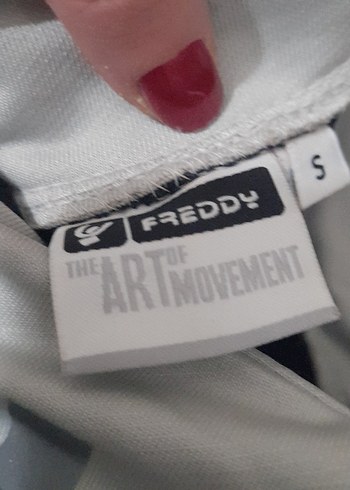 FREDDY
S
THE ART OF MOVEMENT